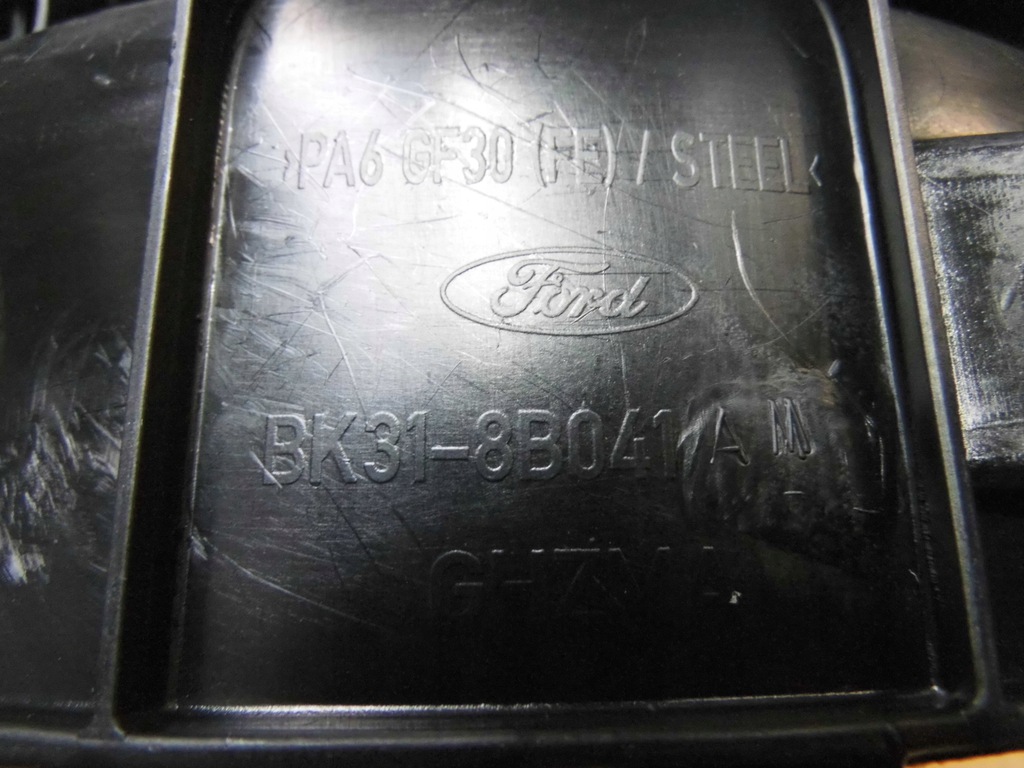 >PA6 GF30 (FE) / STEEL<
Ford
BK31-8B041 A